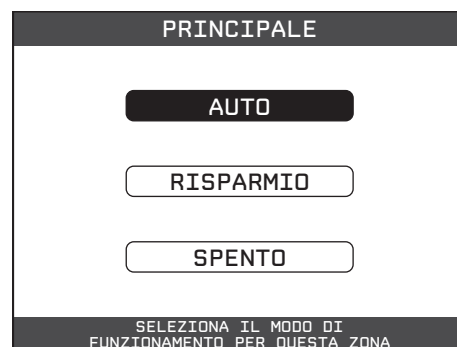 PRINCIPALE
AUTO
RISPARMIO
SPENTO
SELEZIONA IL MODO DI
FUNZIONAMENTO PER QUESTA ZONA